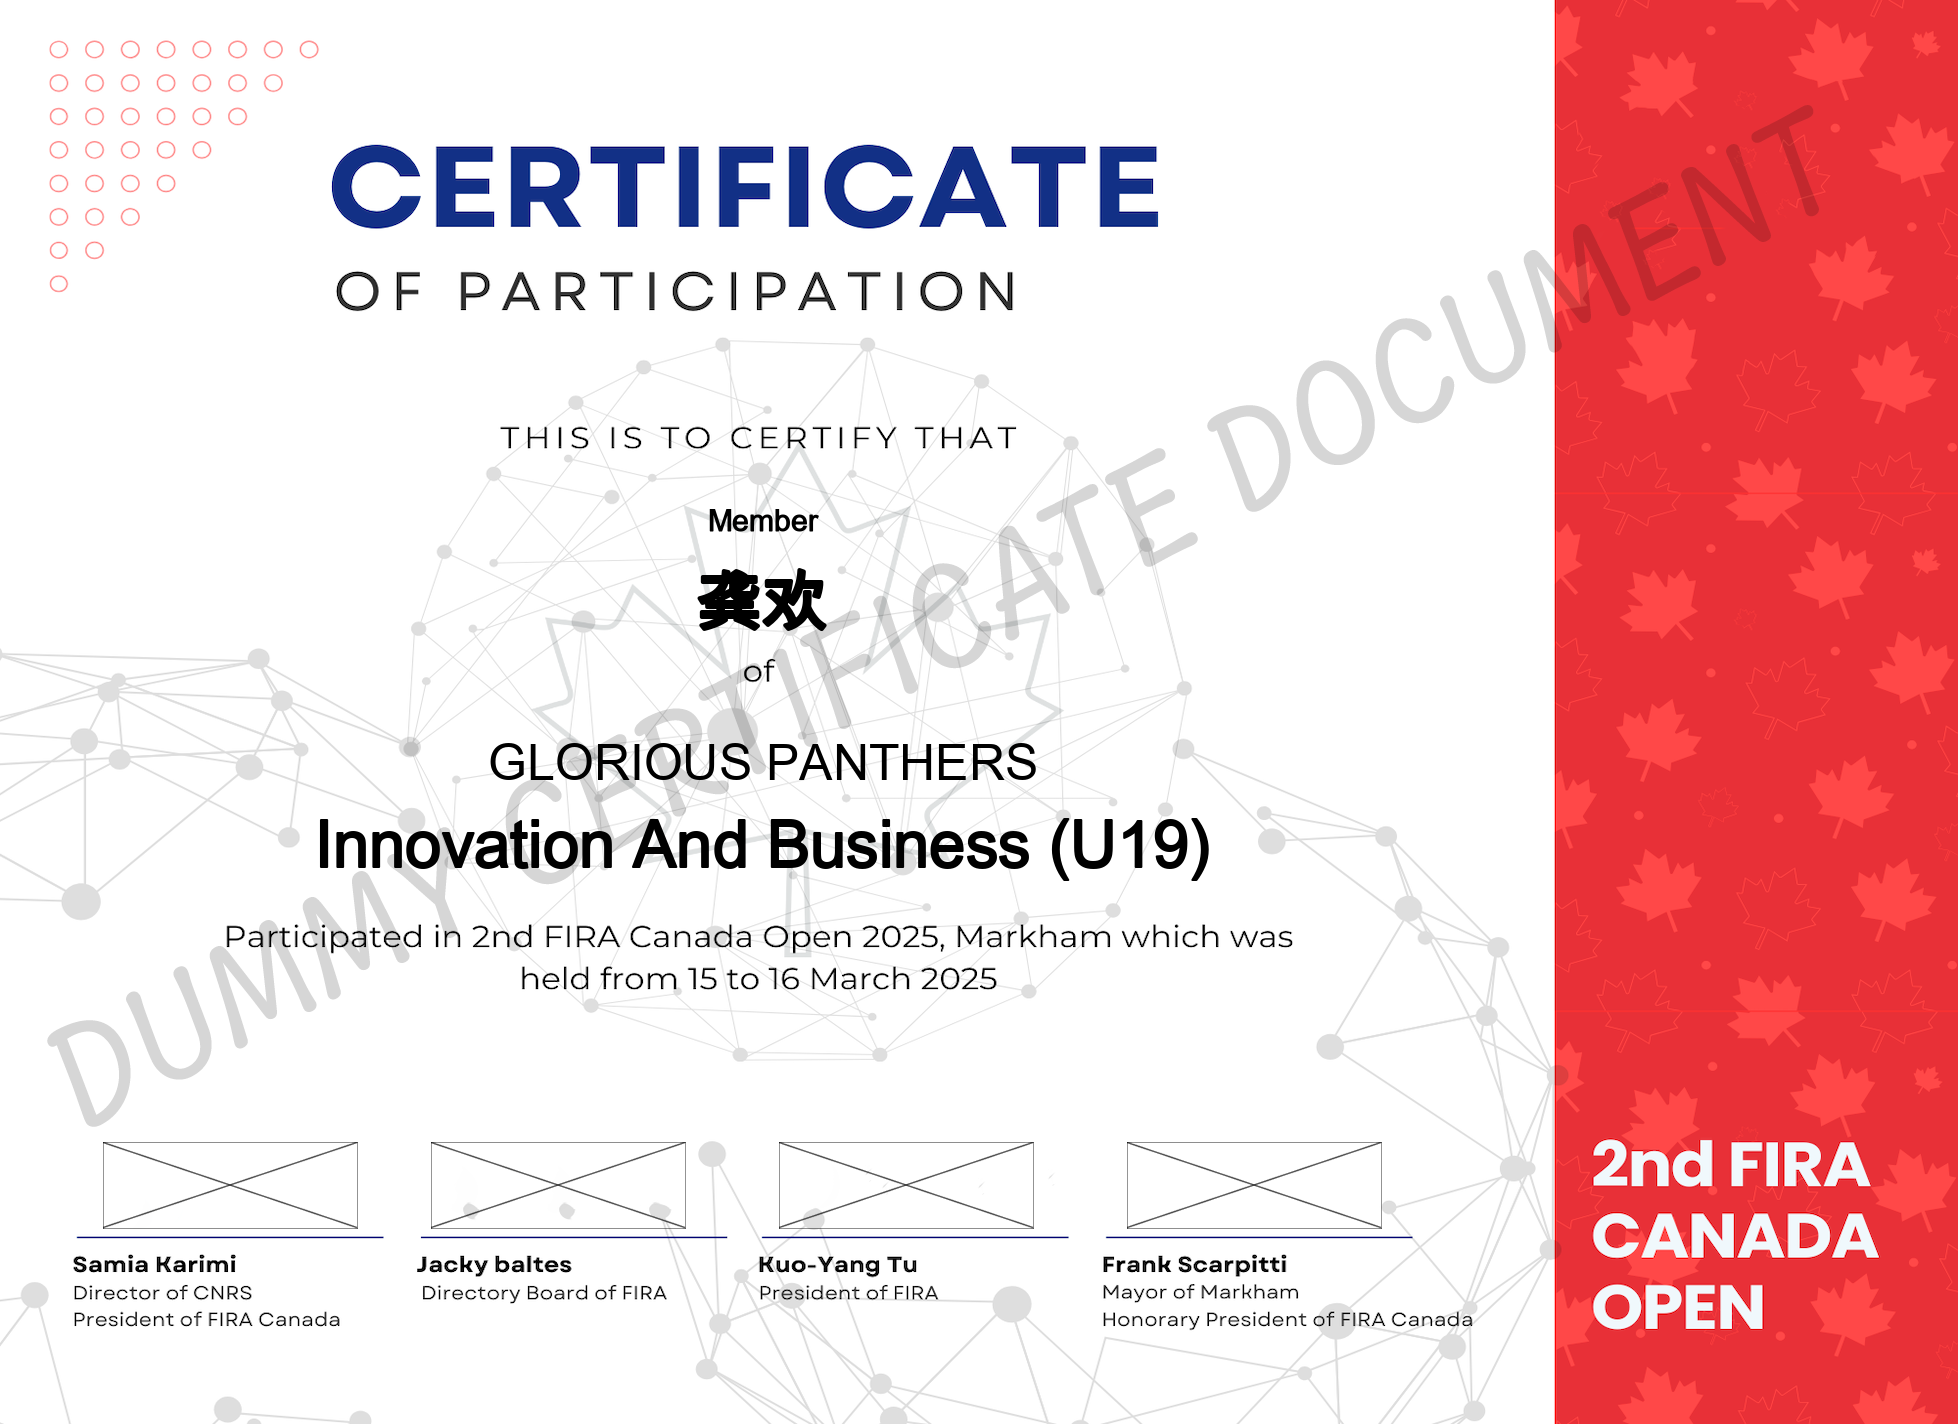 CERTIFICATE
OF PARTICIPATION
THIS IS TO CERTIFY THAT
Member
龚欢
of
GLORIOUS PANTHERS
Innovation And Business (U19)
Participated in 2nd FIRA Canada Open 2025, Markham which was
held from 15 to 16 March 2025
DUMMY CERTIFICATE DOCUMENT
Samia Karimi
Director of CNRS
President of FIRA Canada
Jacky baltes
Directory Board of FIRA
Kuo-Yang Tu
President of FIRA
Frank Scarpitti
Mayor of Markham
Honorary President of FIRA Canada
2nd FIRA
CANADA
OPEN